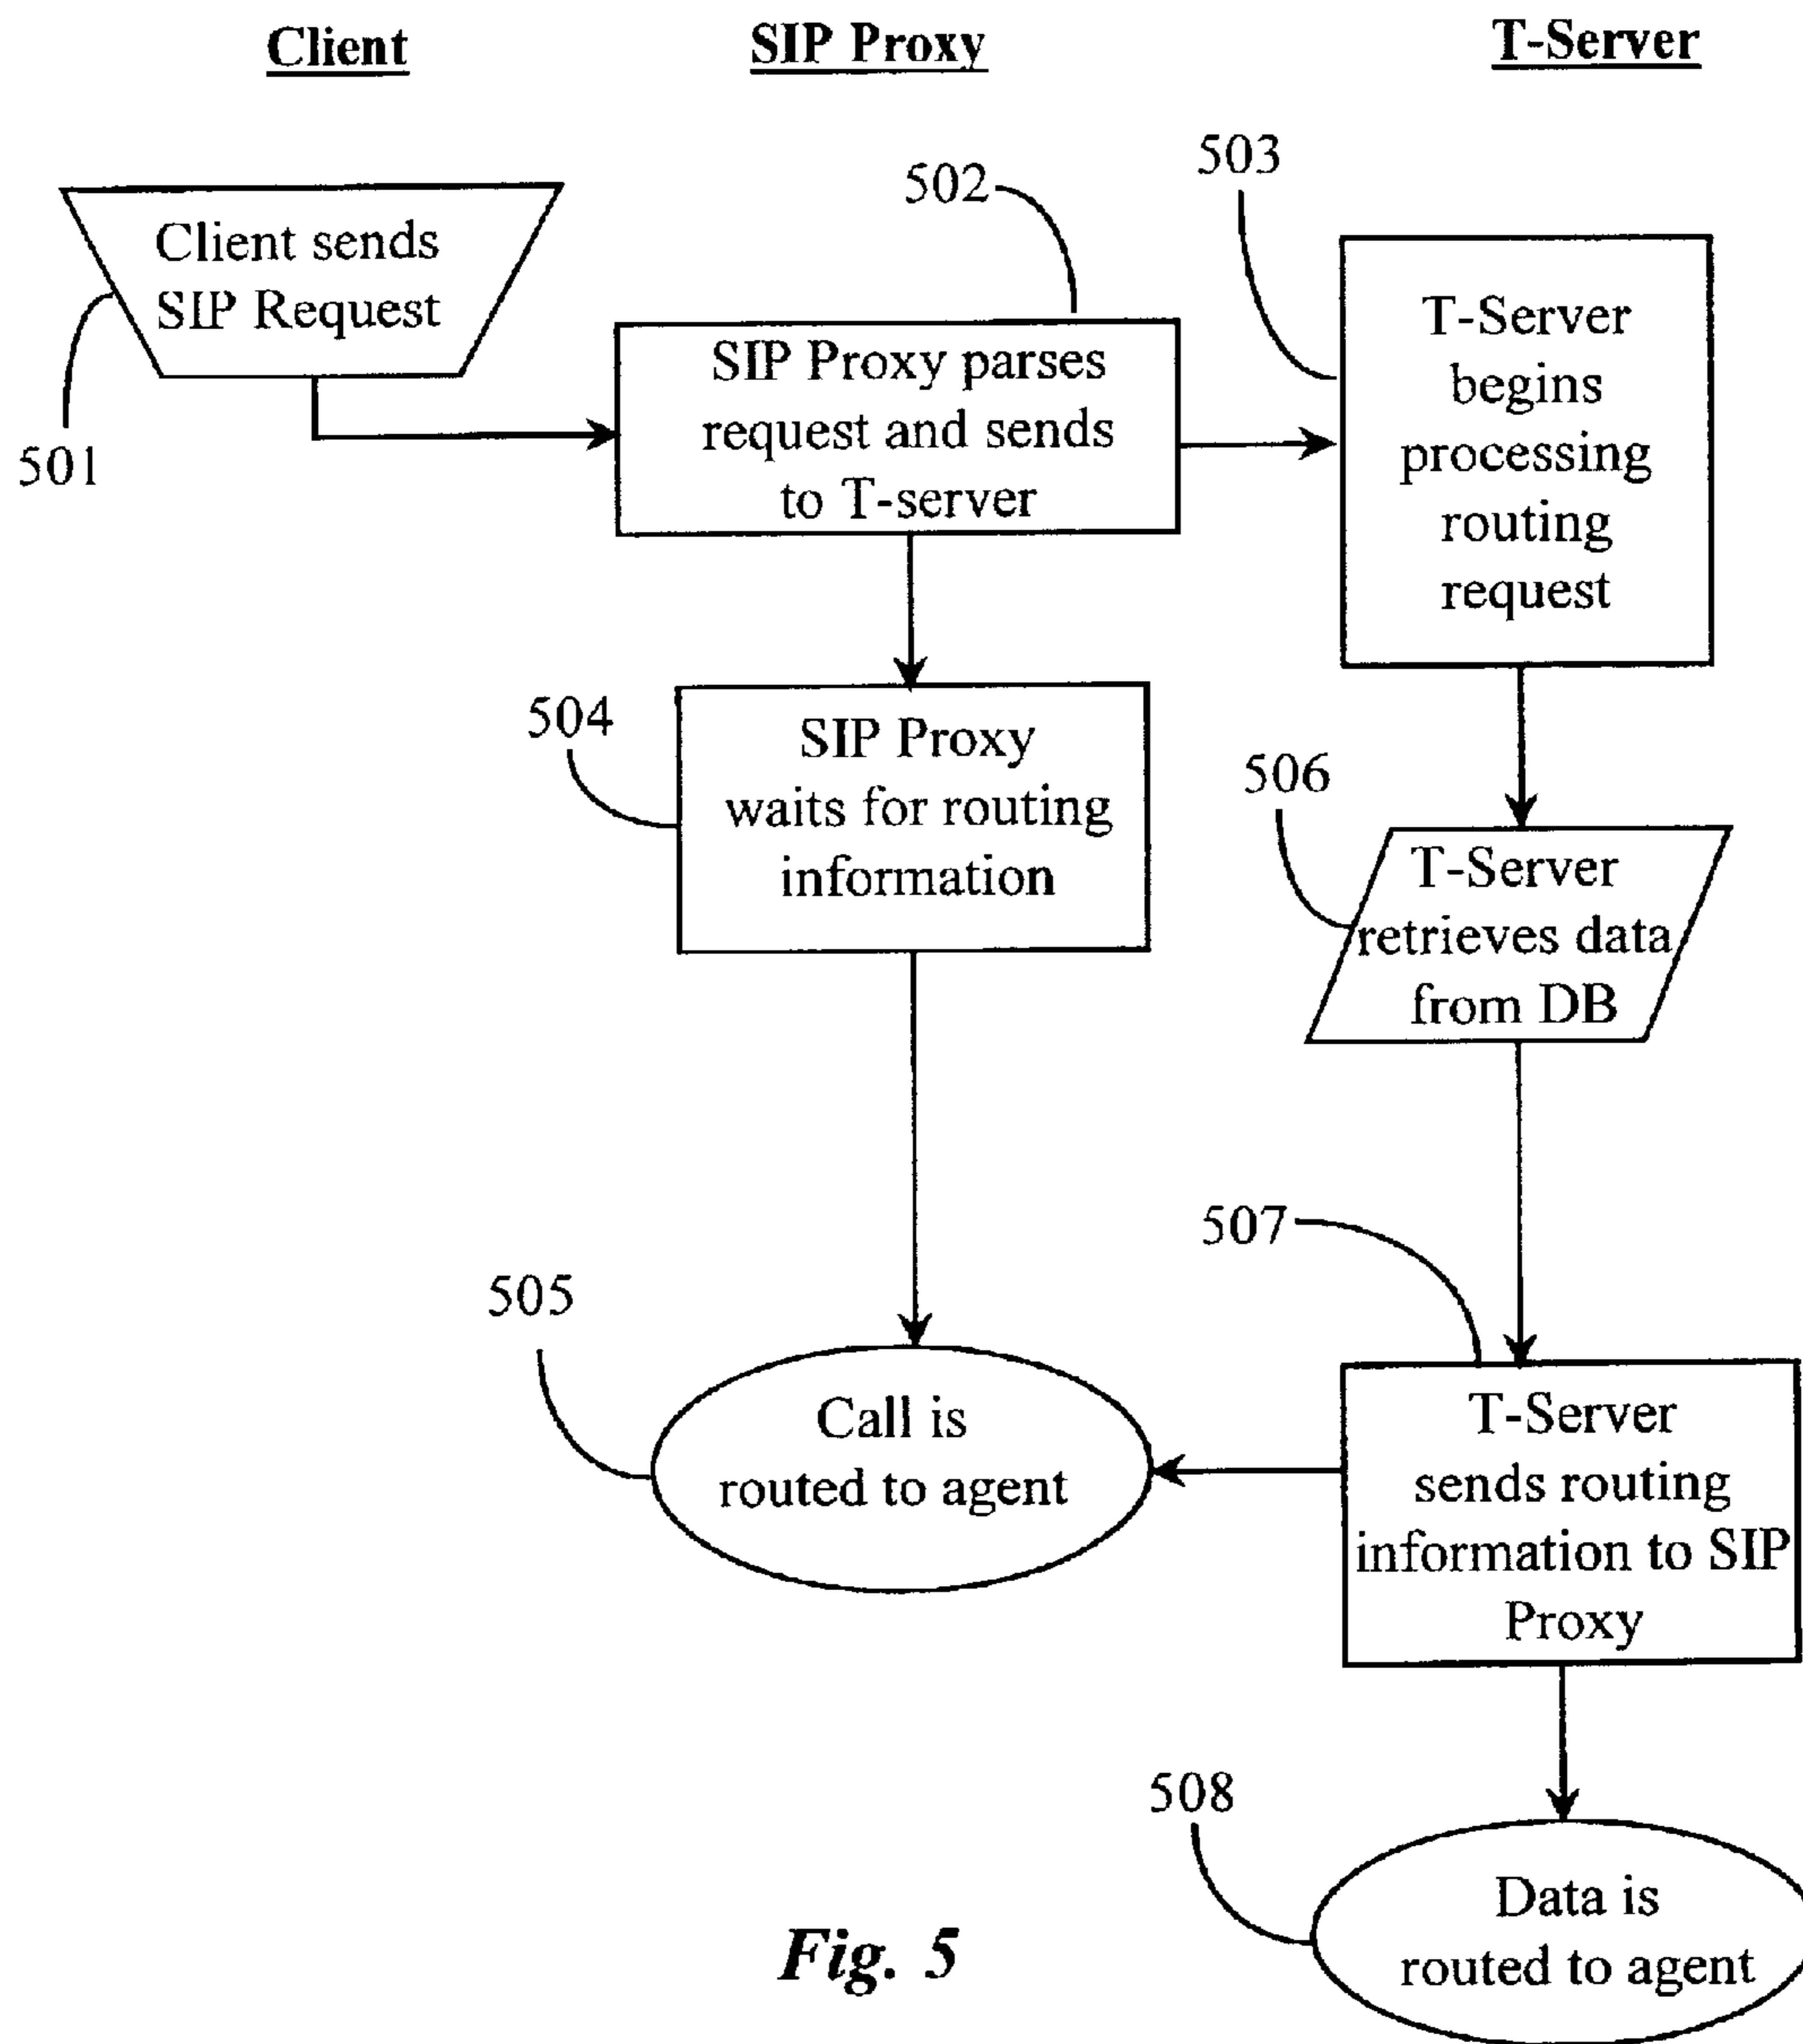 Client
SIP Proxy
T-Server
501
Client sends
SIP Request
502
SIP Proxy parses
request and sends
to T-server
503
T-Server
begins
processing
routing
request
504
SIP Proxy
waits for routing
information
506
T-Server
retrieves data
from DB
505
Call is
routed to agent
507
T-Server
sends routing
information to SIP
Proxy
508
Data is
routed to agent
Fig. 5